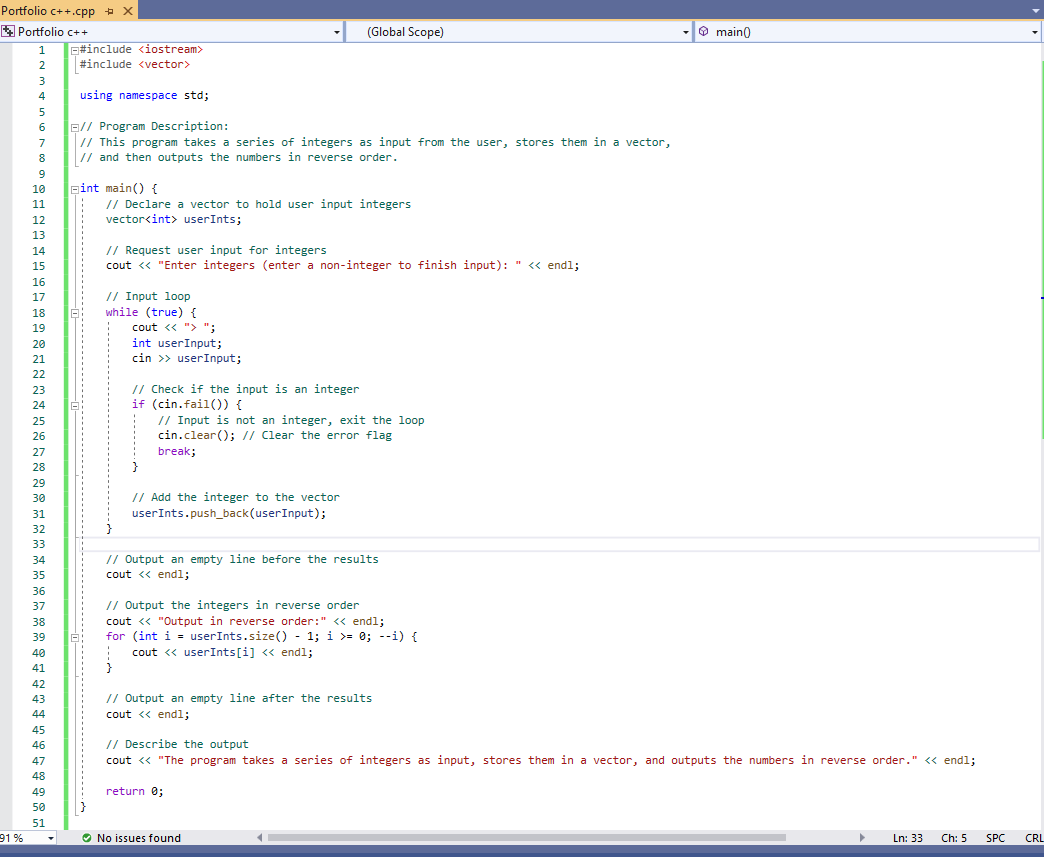 Portfolio c++.cpp
Portfolio c++ (Global Scope) main()
1 #include <iostream>
2 #include <vector>
3
4 using namespace std;
5
6 // Program Description:
7 // This program takes a series of integers as input from the user, stores them in a vector,
8 // and then outputs the numbers in reverse order.
9
10 int main() {
11 // Declare a vector to hold user input integers
12 vector<int> userInts;
13
14 // Request user input for integers
15 cout << "Enter integers (enter a non-integer to finish input): " << endl;
16
17 // Input loop
18 while (true) {
19 cout << "> ";
20 int userInput;
21 cin >> userInput;
22
23 // Check if the input is an integer
24 if (cin.fail()) {
25 // Input is not an integer, exit the loop
26 cin.clear(); // Clear the error flag
27 break;
28 }
29
30 // Add the integer to the vector
31 userInts.push_back(userInput);
32 }
33
34 // Output an empty line before the results
35 cout << endl;
36
37 // Output the integers in reverse order
38 cout << "Output in reverse order:" << endl;
39 for (int i = userInts.size() - 1; i >= 0; --i) {
40 cout << userInts[i] << endl;
41 }
42
43 // Output an empty line after the results
44 cout << endl;
45
46 // Describe the output
47 cout << "The program takes a series of integers as input, stores them in a vector, and outputs the numbers in reverse order." << endl;
48
49 return 0;
50 }
51
91 % No issues found Ln: 33 Ch: 5 SPC CRL